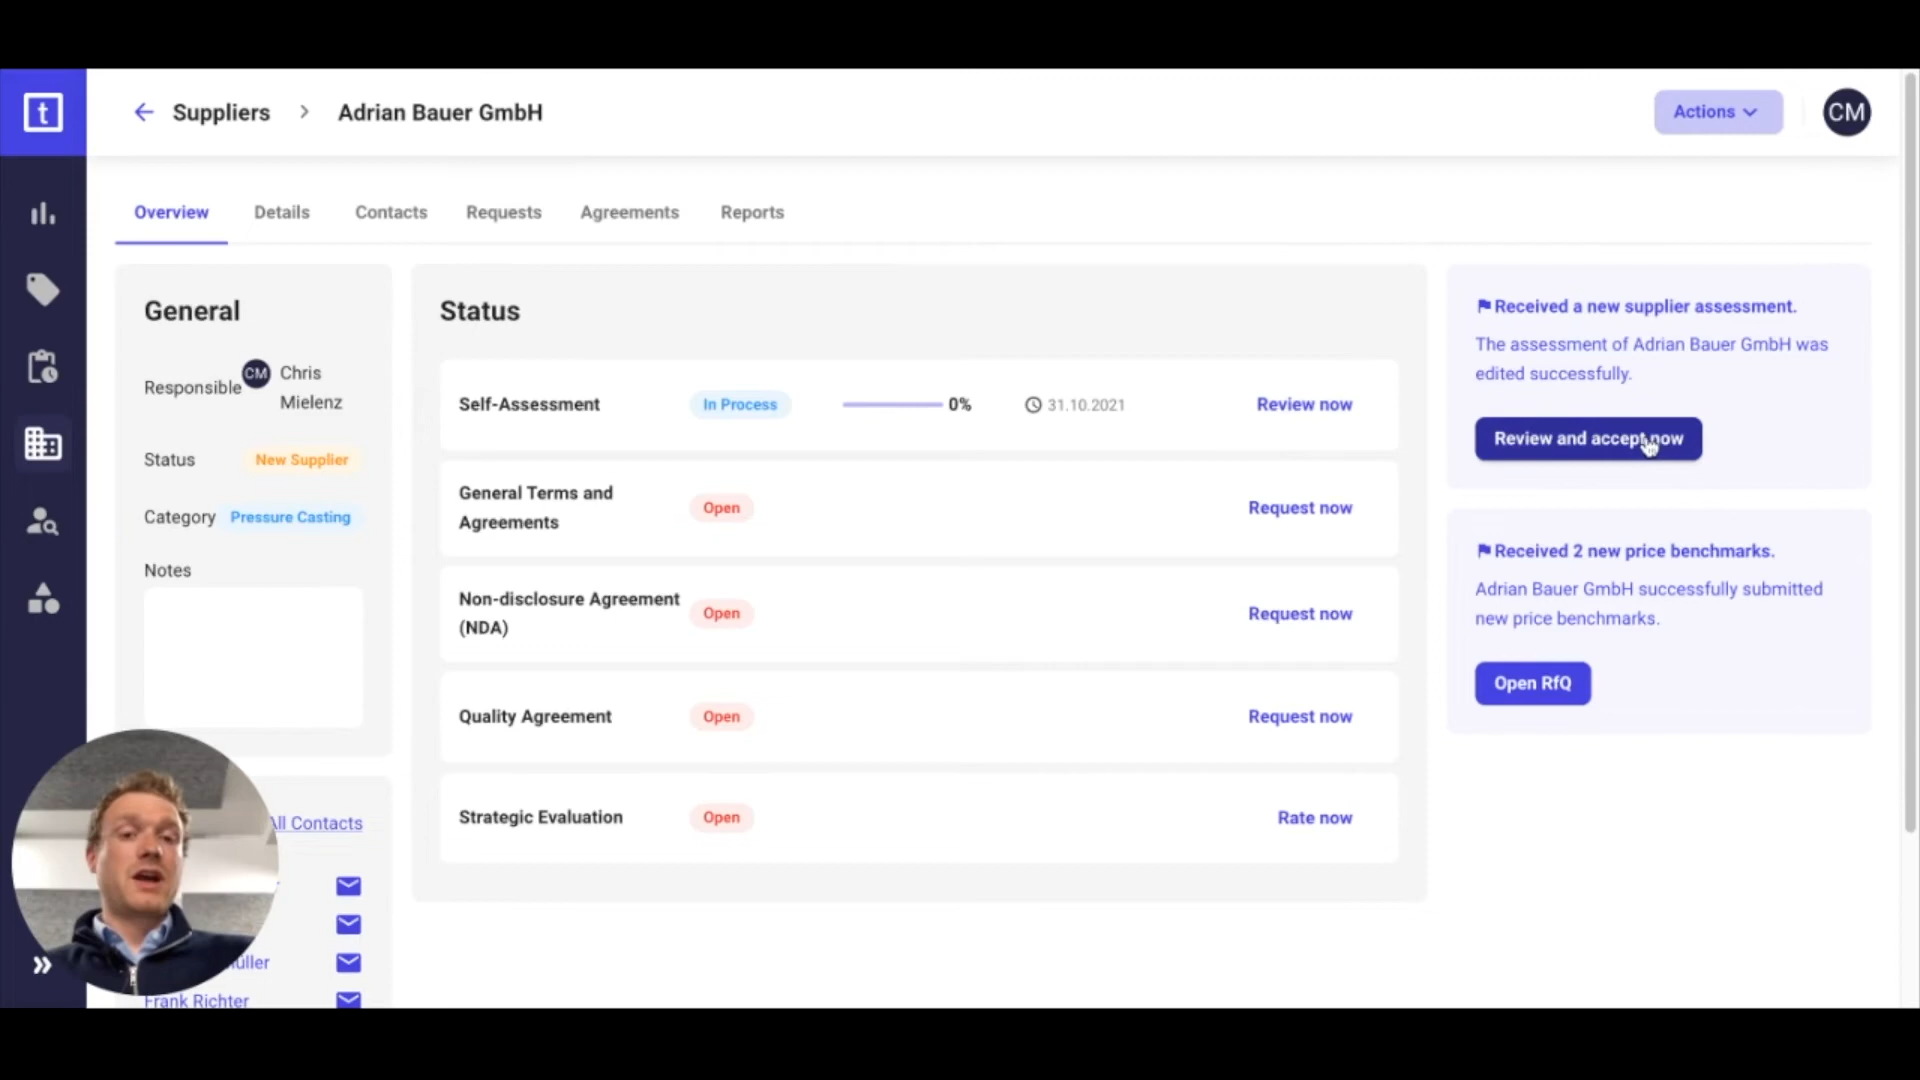 t
Suppliers
Adrian Bauer GmbH
Actions
CM
Overview
Details
Contacts
Requests
Agreements
Reports
General
Responsible
CM
Chris
Mielenz
Status
New Supplier
Category
Pressure Casting
Notes
All Contacts
üller
Frank Richter
Status
Self-Assessment
In Process
0%
31.10.2021
Review now
General Terms and
Agreements
Open
Request now
Non-disclosure Agreement
(NDA)
Open
Request now
Quality Agreement
Open
Request now
Strategic Evaluation
Open
Rate now
Received a new supplier assessment.
The assessment of Adrian Bauer GmbH was
edited successfully.
Review and accept now
Received 2 new price benchmarks.
Adrian Bauer GmbH successfully submitted
new price benchmarks.
Open RfQ